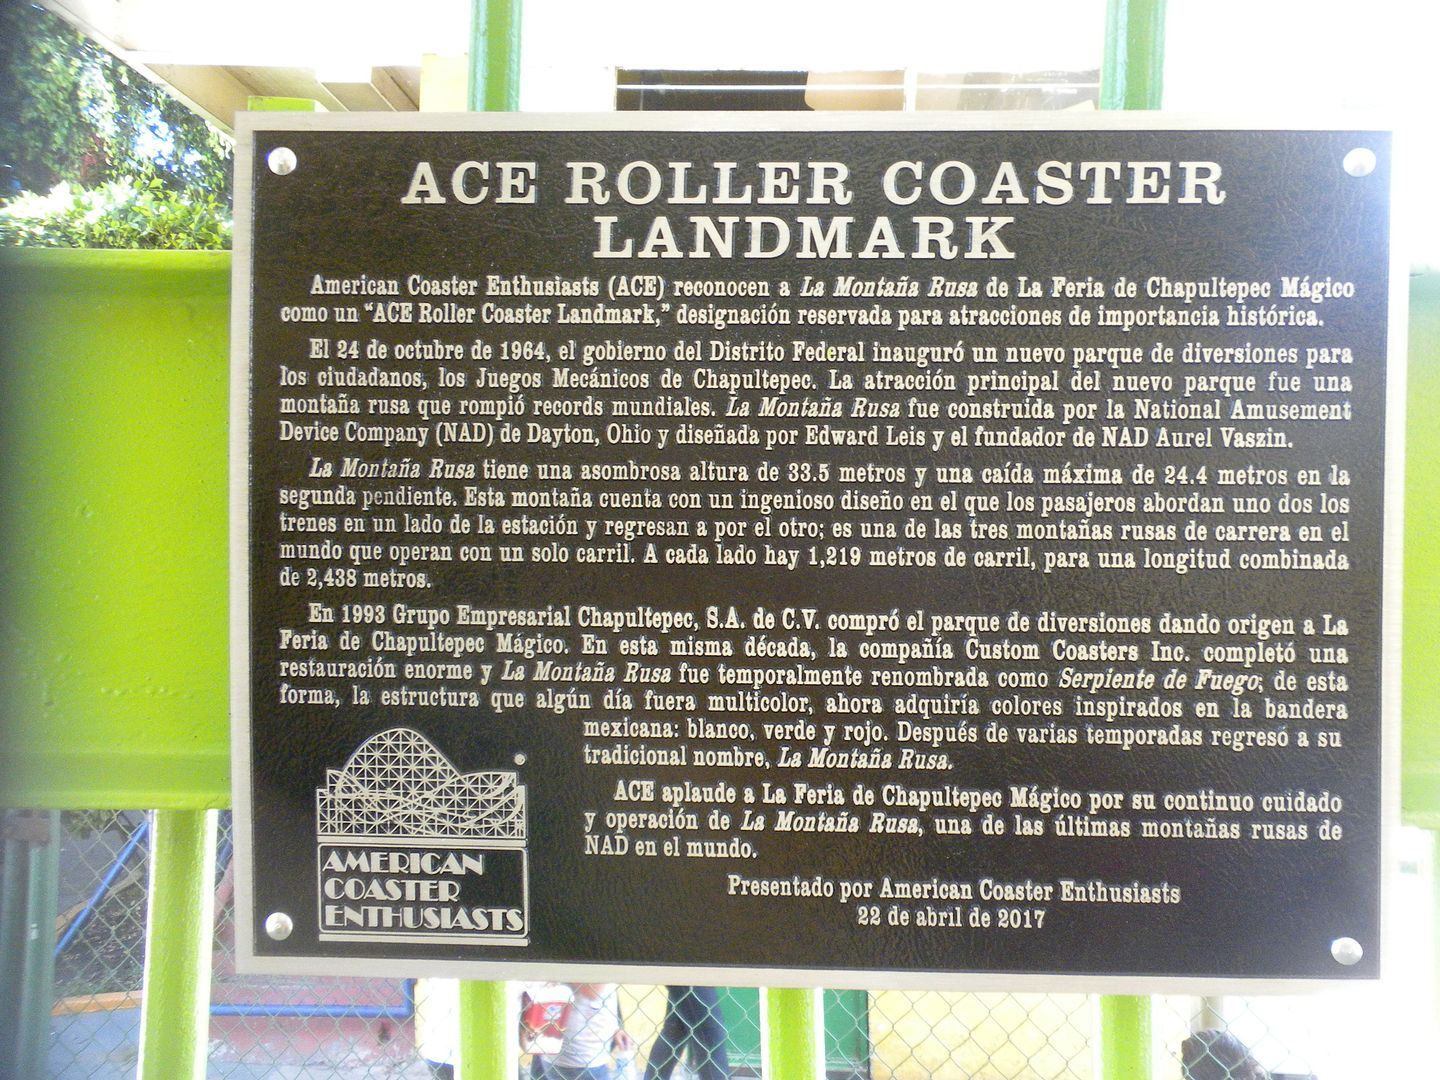 ACE ROLLER COASTER
LANDMARK
American Coaster Enthusiasts (ACE) reconocen a La Montaña Rusa de La Feria de Chapultepec Mágico
como un “ACE Roller Coaster Landmark,” designación reservada para atracciones de importancia histórica.
El 24 de octubre de 1964, el gobierno del Distrito Federal inauguró un nuevo parque de diversiones para
los ciudadanos, los Juegos Mecánicos de Chapultepec. La atracción principal del nuevo parque fue una
montaña rusa que rompió records mundiales. La Montaña Rusa fue construida por la National Amusement
Device Company (NAD) de Dayton, Ohio y diseñada por Edward Leis y el fundador de NAD Aurel Vaszin.
La Montaña Rusa tiene una asombrosa altura de 33.5 metros y una caída máxima de 24.4 metros en la
segunda pendiente. Esta montaña cuenta con un ingenioso diseño en el que los pasajeros abordan uno dos los
trenes en un lado de la estación y regresan a por el otro; es una de las tres montañas rusas de carrera en el
mundo que operan con un solo carril. A cada lado hay 1,219 metros de carril, para una longitud combinada
de 2,438 metros.
En 1993 Grupo Empresarial Chapultepec, S.A. de C.V. compró el parque de diversiones dando origen a La
Feria de Chapultepec Mágico. En esta misma década, la compañía Custom Coasters Inc. completó una
restauración enorme y La Montaña Rusa fue temporalmente renombrada como Serpiente de Fuego; de esta
forma, la estructura que algún día fuera multicolor, ahora adquiría colores inspirados en la bandera
mexicana: blanco, verde y rojo. Después de varias temporadas regresó a su
tradicional nombre, La Montaña Rusa.
ACE aplaude a La Feria de Chapultepec Mágico por su continuo cuidado
y operación de La Montaña Rusa, una de las últimas montañas rusas de
NAD en el mundo.
Presentado por American Coaster Enthusiasts
22 de abril de 2017
AMERICAN
COASTER
ENTHUSIASTS